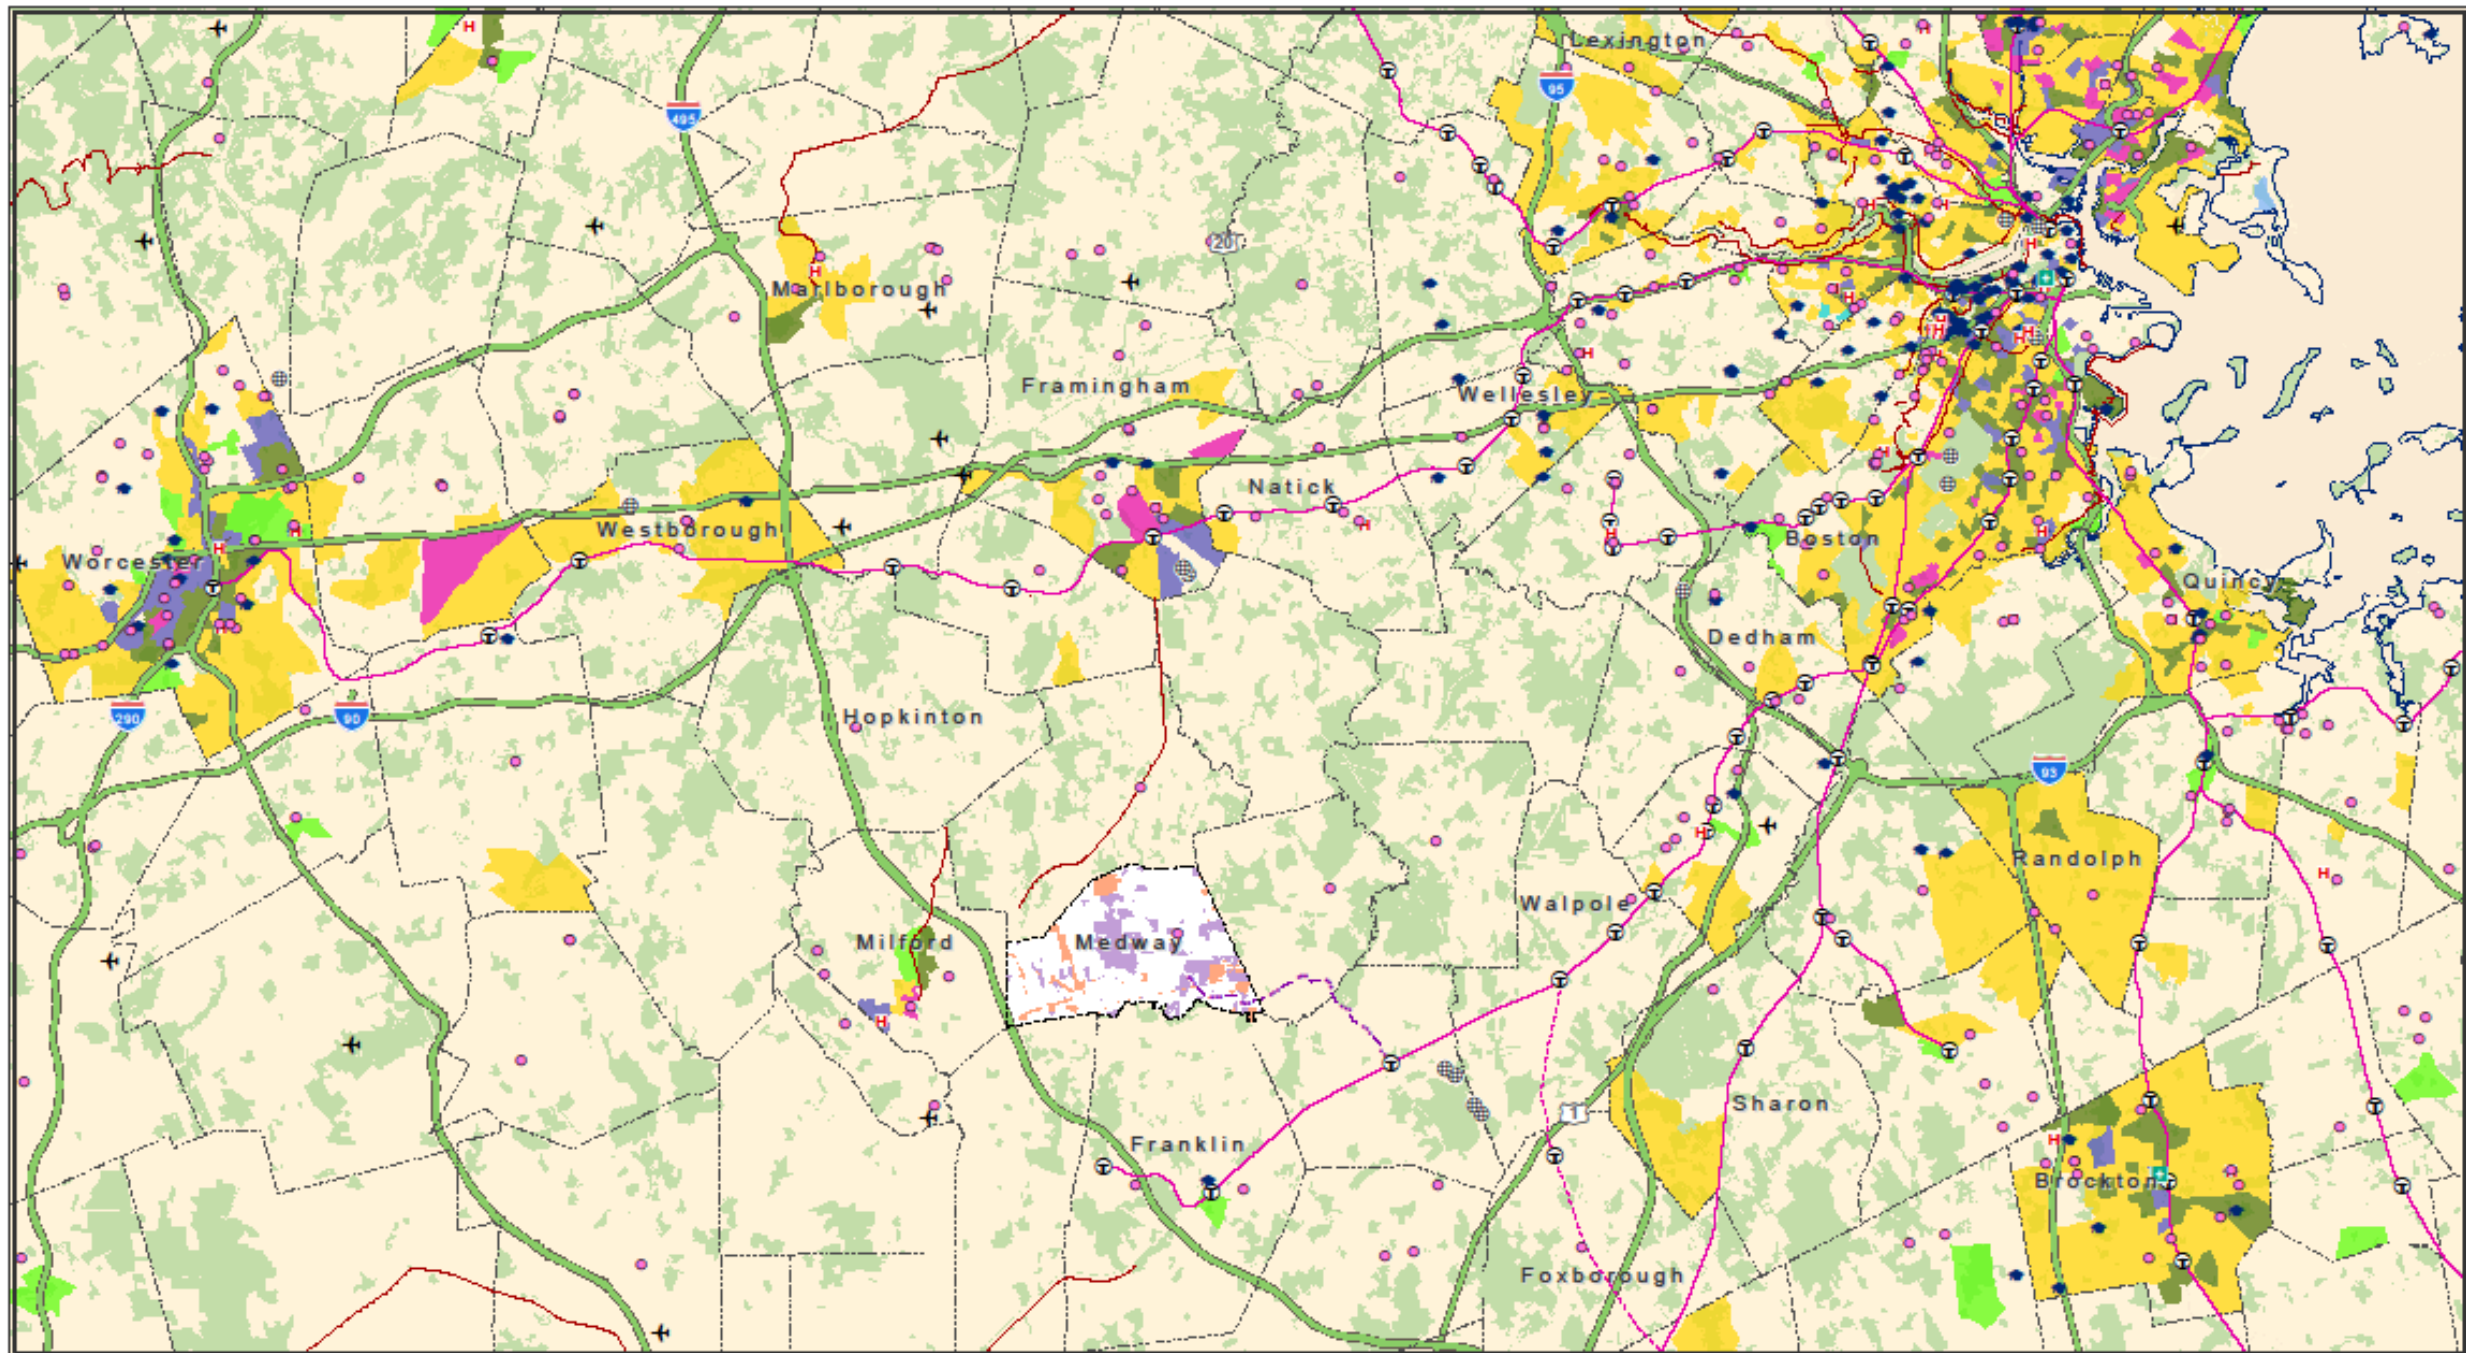 Lexington
95
495
20
Marlborough
Framingham
Wellesley
Natick
Westborough
Boston
Worcester
Quincy
Dedham
290
90
Hopkinton
93
Randolph
Walpole
Milford
Medway
Sharon
1
Franklin
Brockton
Foxborough